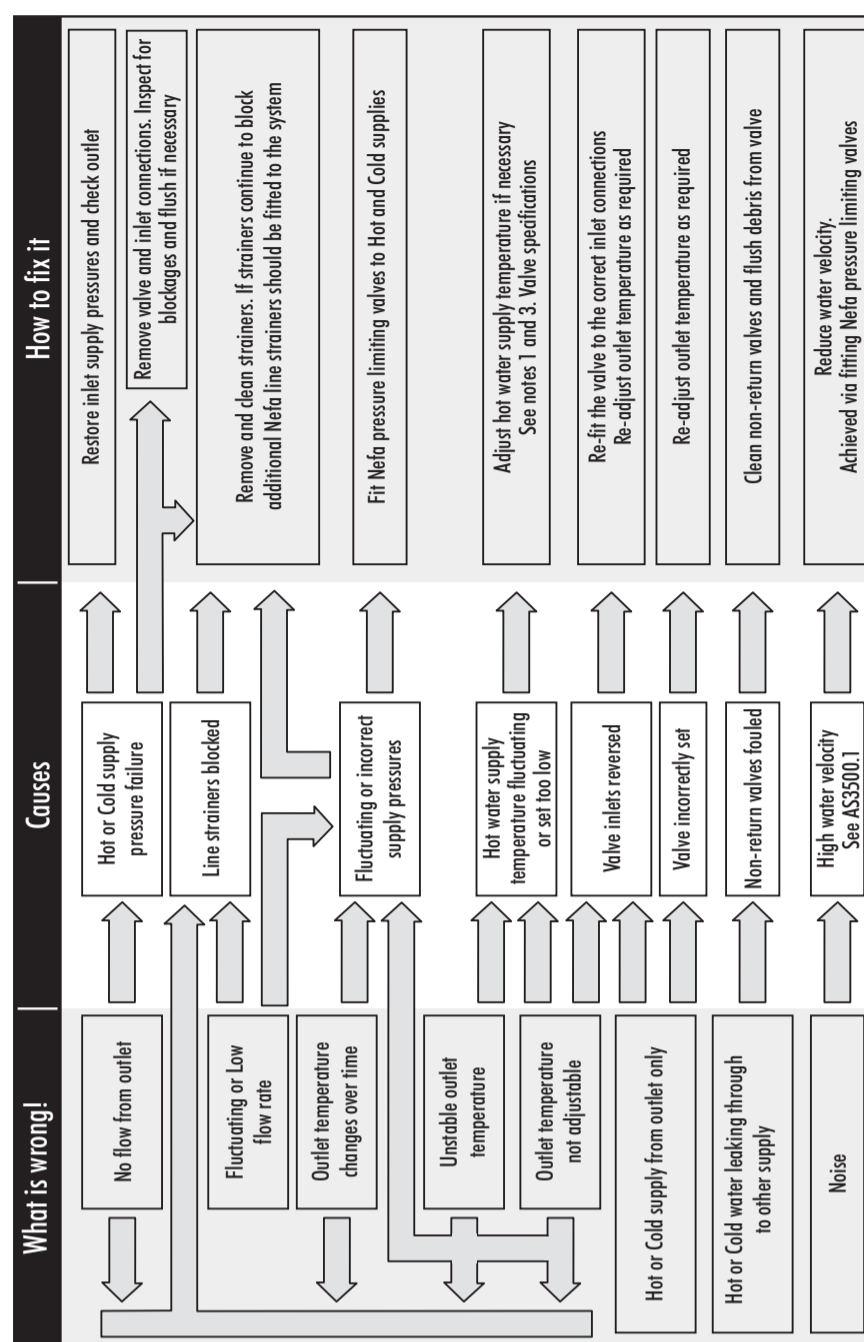 What is wrong!
Causes
How to fix it
No flow from outlet
Fluctuating or Low
flow rate
Outlet temperature
changes over time
Unstable outlet
temperature
Outlet temperature
not adjustable
Hot or Cold supply from outlet only
Hot or Cold water leaking through
to other supply
Noise
Hot or Cold supply
pressure failure
Line strainers blocked
Fluctuating or incorrect
supply pressures
Hot water supply
temperature fluctuating
or set too low
Valve inlets reversed
Valve incorrectly set
Non-return valves fouled
High water velocity
See AS3500.1
Restore inlet supply pressures and check outlet
Remove valve and inlet connections. Inspect for
blockages and flush if necessary
Remove and clean strainers. If strainers continue to block
additional Nefa line strainers should be fitted to the system
Fit Nefa pressure limiting valves to Hot and Cold supplies
Adjust hot water supply temperature if necessary
See notes 1 and 3. Valve spedifications
Re-fit the valve to the correct inlet connections
Re-adjust outlet temperature as required
Re-adjust outlet temperature as required
Clean non-return valves and flush debris from valve
Reduce water velocity.
Achieved via fitting Nefa pressure limiting valves